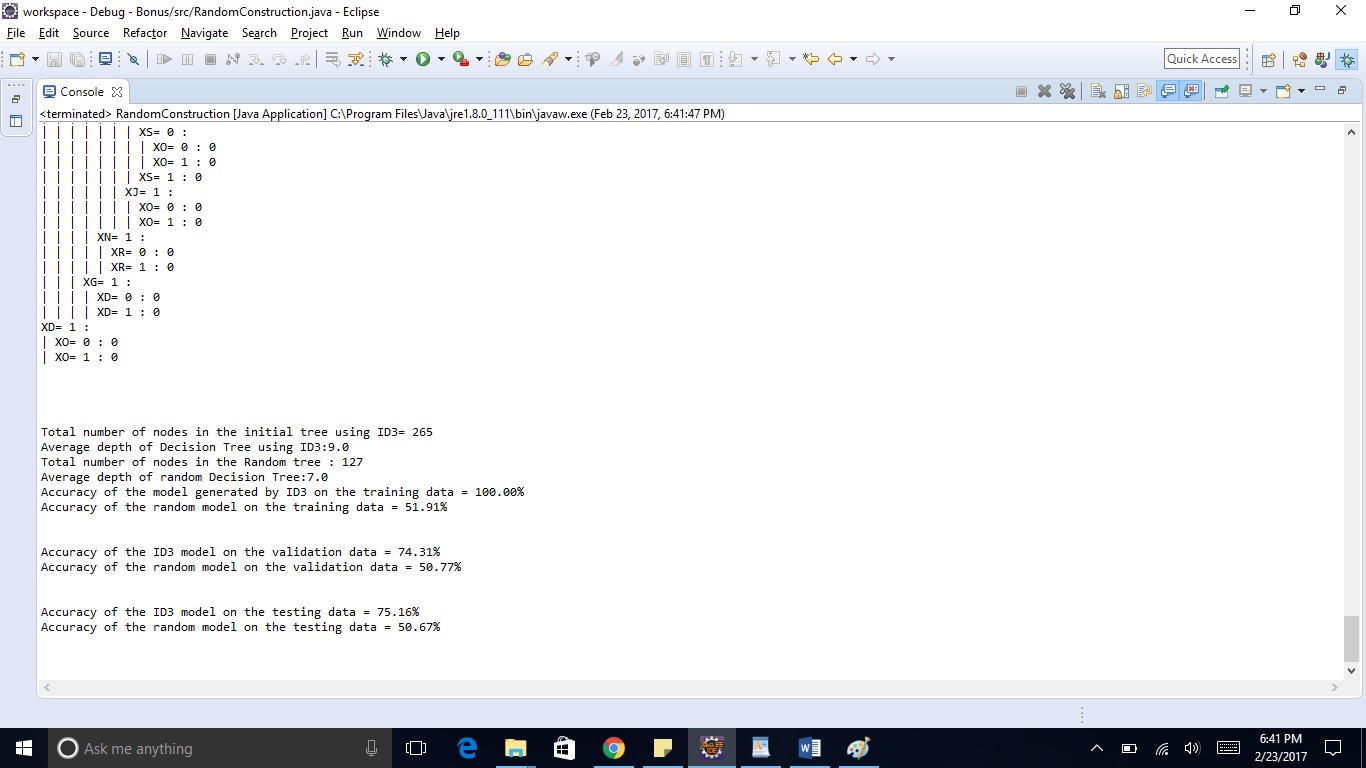 workspace - Debug - Bonus/src/RandomConstruction.java - Eclipse
File Edit Source Refactor Navigate Search Project Run Window Help
Quick Access
Console
<terminated> RandomConstruction [Java Application] C:\Program Files\Java\jre1.8.0_111\bin\javaw.exe (Feb 23, 2017, 6:41:47 PM)
| | | | | | | XS= 0 :
| | | | | | | | XO= 0 : 0
| | | | | | | | XO= 1 : 0
| | | | | | | XS= 1 : 0
| | | | | | XJ= 1 :
| | | | | | | XO= 0 : 0
| | | | | | | XO= 1 : 0
| | | | XN= 1 :
| | | | | XR= 0 : 0
| | | | | XR= 1 : 0
| | | XG= 1 :
| | | | XD= 0 : 0
| | | | XD= 1 : 0
XD= 1 :
| XO= 0 : 0
| XO= 1 : 0
Total number of nodes in the initial tree using ID3= 265
Average depth of Decision Tree using ID3:9.0
Total number of nodes in the Random tree : 127
Average depth of random Decision Tree:7.0
Accuracy of the model generated by ID3 on the training data = 100.00%
Accuracy of the random model on the training data = 51.91%
Accuracy of the ID3 model on the validation data = 74.31%
Accuracy of the random model on the validation data = 50.77%
Accuracy of the ID3 model on the testing data = 75.16%
Accuracy of the random model on the testing data = 50.67%
Ask me anything
6:41 PM
2/23/2017